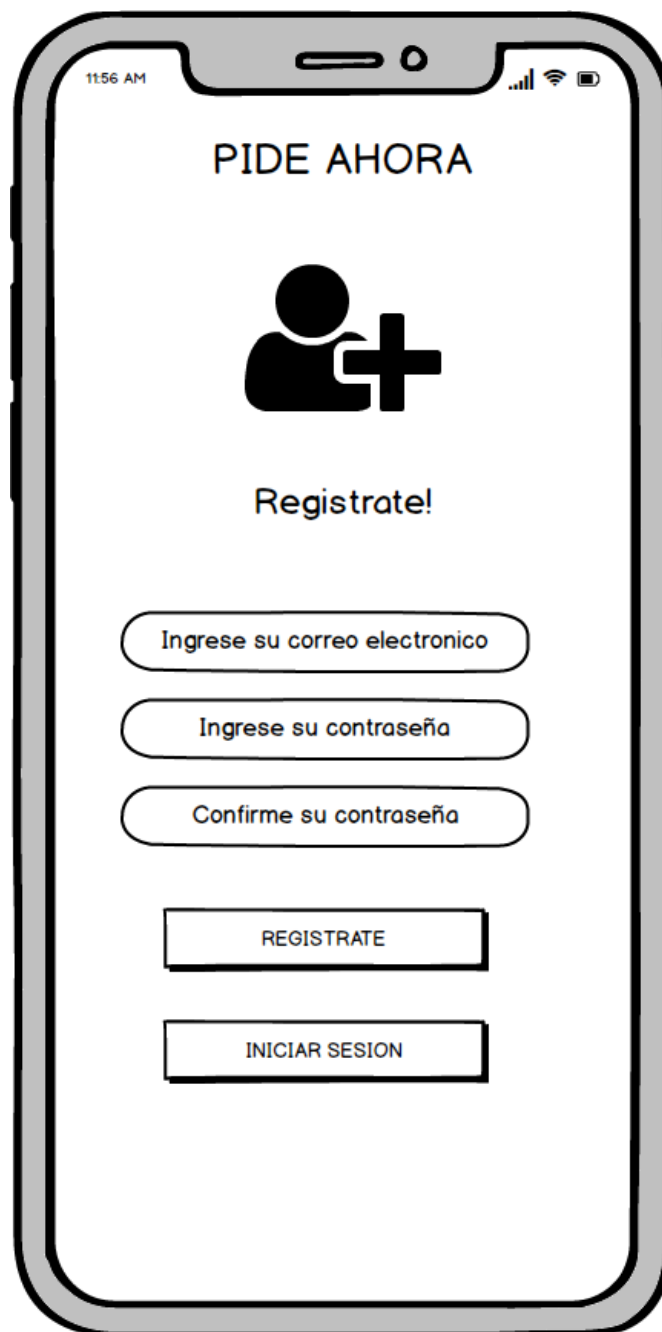 11:56 AM
PIDE AHORA
Registrate!
Ingrese su correo electronico
Ingrese su contraseña
Confirme su contraseña
REGISTRATE
INICIAR SESION